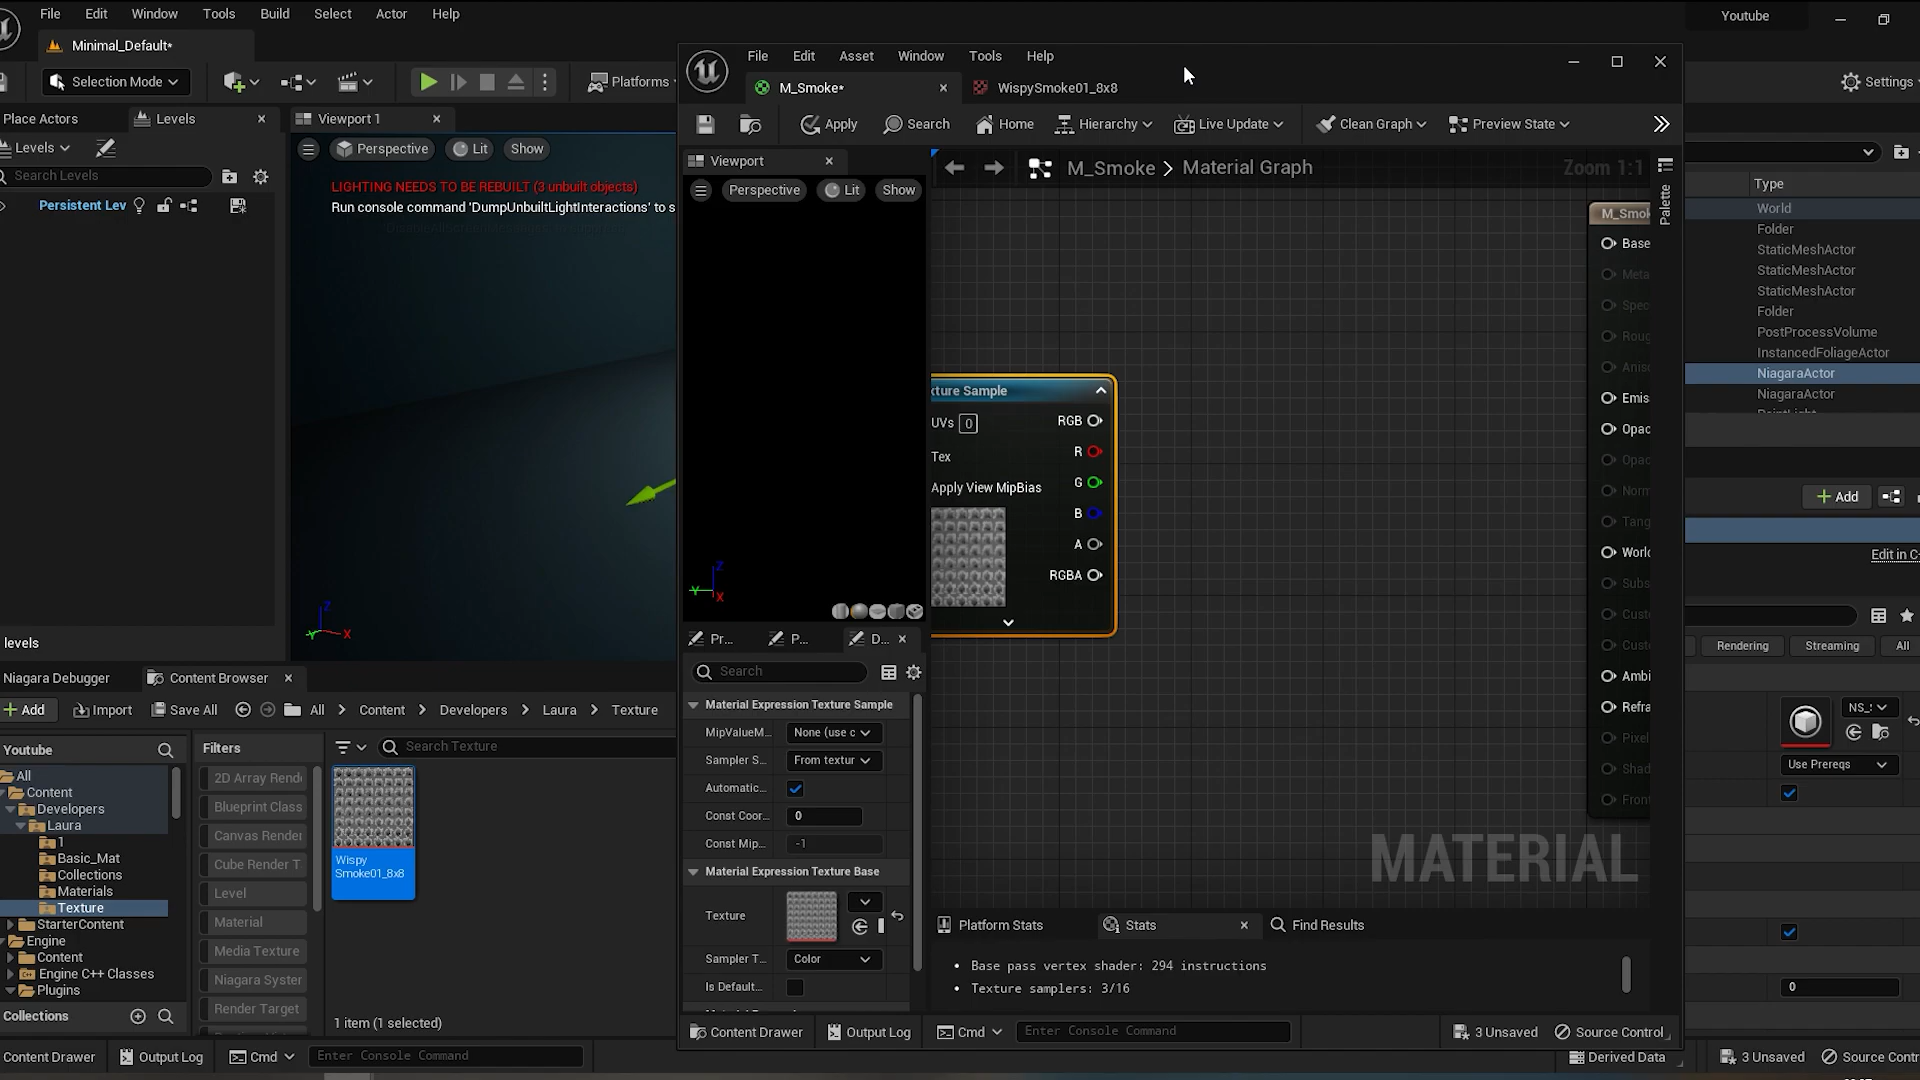 File Edit Window Tools Build Select Actor Help
Youtube
Minimal_Default*
Selection Mode
Platforms
Settings
Place Actors
Levels
Viewport 1
Levels
Perspective
Lit
Show
Search Levels
LIGHTING NEEDS TO BE REBUILT (3 unbuilt objects)
Run console command 'DumpUnbuiltLightInteractions' to s
Persistent Lev
levels
File Edit Asset Window Tools Help
M_Smoke*
WispySmoke01_8x8
Apply
Search
Home
Hierarchy
Live Update
Clean Graph
Preview State
Viewport
Perspective
Lit
Show
M_Smoke > Material Graph
Zoom 1:1
Palette
xture Sample
UVs 0
RGB
Tex
R
Apply View MipBias
G
B
A
RGBA
M_Smok
Base
Meta
Spec
Roug
Aniso
Emis
Opac
Opac
Norm
Tang
World
Subs
Custo
Custo
Ambi
Refra
Pixel
Shad
Front
MATERIAL
Z
Y
X
Z
Y
X
Pr...
P...
D...
Search
Material Expression Texture Sample
MipValueM... None (use c
Sampler S... From textur
Automatic...
Const Coor... 0
Const Mip... -1
Material Expression Texture Base
Texture
Sampler T... Color
Is Default...
Platform Stats
Stats
Find Results
• Base pass vertex shader: 294 instructions
• Texture samplers: 3/16
Content Drawer
Output Log
Cmd
Enter Console Command
3 Unsaved
Source Control
Type
World
Folder
StaticMeshActor
StaticMeshActor
StaticMeshActor
Folder
PostProcessVolume
InstancedFoliageActor
NiagaraActor
NiagaraActor
PointLight
Add
Edit in C
Rendering
Streaming
All
NS_
Use Prereqs
0
Niagara Debugger
Content Browser
Add
Import
Save All
All > Content > Developers > Laura > Texture
Youtube
Filters
Search Texture
All
Content
Developers
Laura
1
Basic_Mat
Collections
Materials
Texture
StarterContent
Engine
Content
Engine C++ Classes
Plugins
Collections
2D Array Rende
Blueprint Class
Canvas Render
Cube Render T
Level
Material
Media Texture
Niagara System
Render Target
Wispy
Smoke01_8x8
1 item (1 selected)
Content Drawer
Output Log
Cmd
Enter Console Command
Derived Data
3 Unsaved
Source Contr